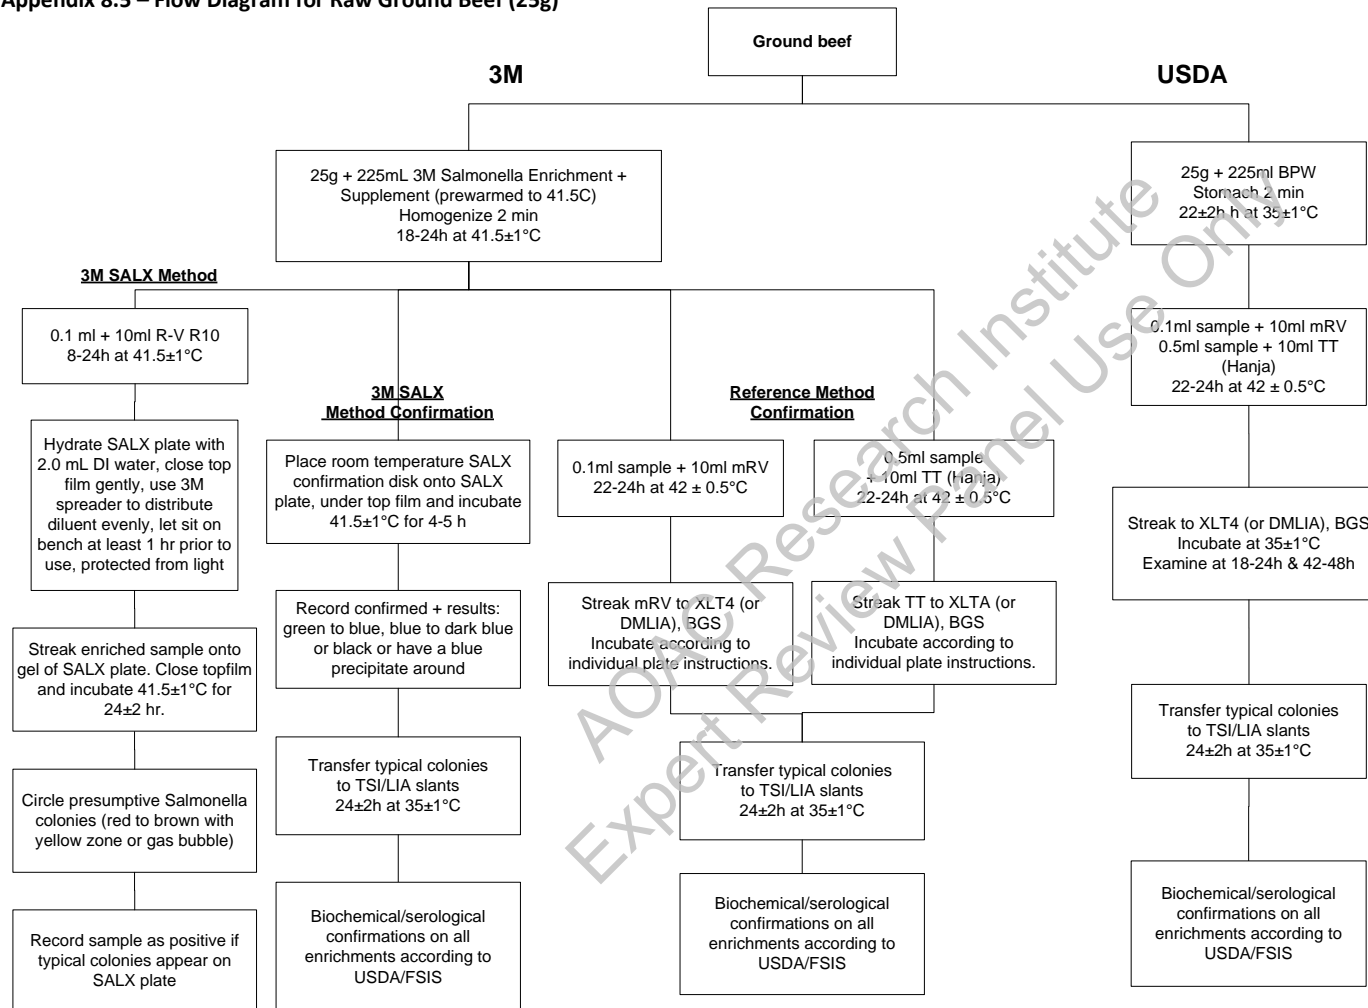 Appendix 8.5 – Flow Diagram for Raw Ground Beef (25g)
Ground beef
3M
USDA
25g + 225mL 3M Salmonella Enrichment +
Supplement (prewarmed to 41.5C)
Homogenize 2 min
18-24h at 41.5±1°C
25g + 225ml BPW
Stomach 2 min
22±2h h at 35±1°C
3M SALX Method
0.1 ml + 10ml R-V R10
8-24h at 41.5±1°C
0.1ml sample + 10ml mRV
0.5ml sample + 10ml TT
(Hanja)
22-24h at 42 ± 0.5°C
3M SALX
Method Confirmation
Reference Method
Confirmation
Hydrate SALX plate with
2.0 mL DI water, close top
film gently, use 3M
spreader to distribute
diluent evenly, let sit on
bench at least 1 hr prior to
use, protected from light
Place room temperature SALX
confirmation disk onto SALX
plate, under top film and incubate
41.5±1°C for 4-5 h
0.1ml sample + 10ml mRV
22-24h at 42 ± 0.5°C
0.5ml sample
+ 10ml TT (Hanja)
22-24h at 42 ± 0.5°C
Streak to XLT4 (or DMLIA), BGS
Incubate at 35±1°C
Examine at 18-24h & 42-48h
Streak enriched sample onto
gel of SALX plate. Close topfilm
and incubate 41.5±1°C for
24±2 hr.
Record confirmed + results:
green to blue, blue to dark blue
or black or have a blue
precipitate around
Streak mRV to XLT4 (or
DMLIA), BGS
Incubate according to
individual plate instructions.
Streak TT to XLTA (or
DMLIA), BGS
Incubate according to
individual plate instructions.
Transfer typical colonies
to TSI/LIA slants
24±2h at 35±1°C
Circle presumptive Salmonella
colonies (red to brown with
yellow zone or gas bubble)
Transfer typical colonies
to TSI/LIA slants
24±2h at 35±1°C
Transfer typical colonies
to TSI/LIA slants
24±2h at 35±1°C
Biochemical/serological
confirmations on all
enrichments according to
USDA/FSIS
Record sample as positive if
typical colonies appear on
SALX plate
Biochemical/serological
confirmations on all
enrichments according to
USDA/FSIS
Biochemical/serological
confirmations on all
enrichments according to
USDA/FSIS
AOAC Research Institute
Expert Review Panel Use Only